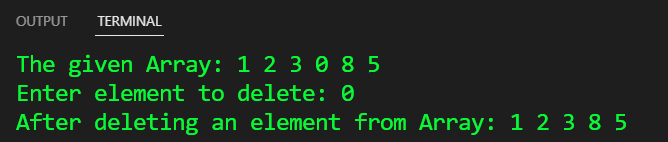 OUTPUT TERMINAL
The given Array: 1 2 3 0 8 5
Enter element to delete: 0
After deleting an element from Array: 1 2 3 8 5